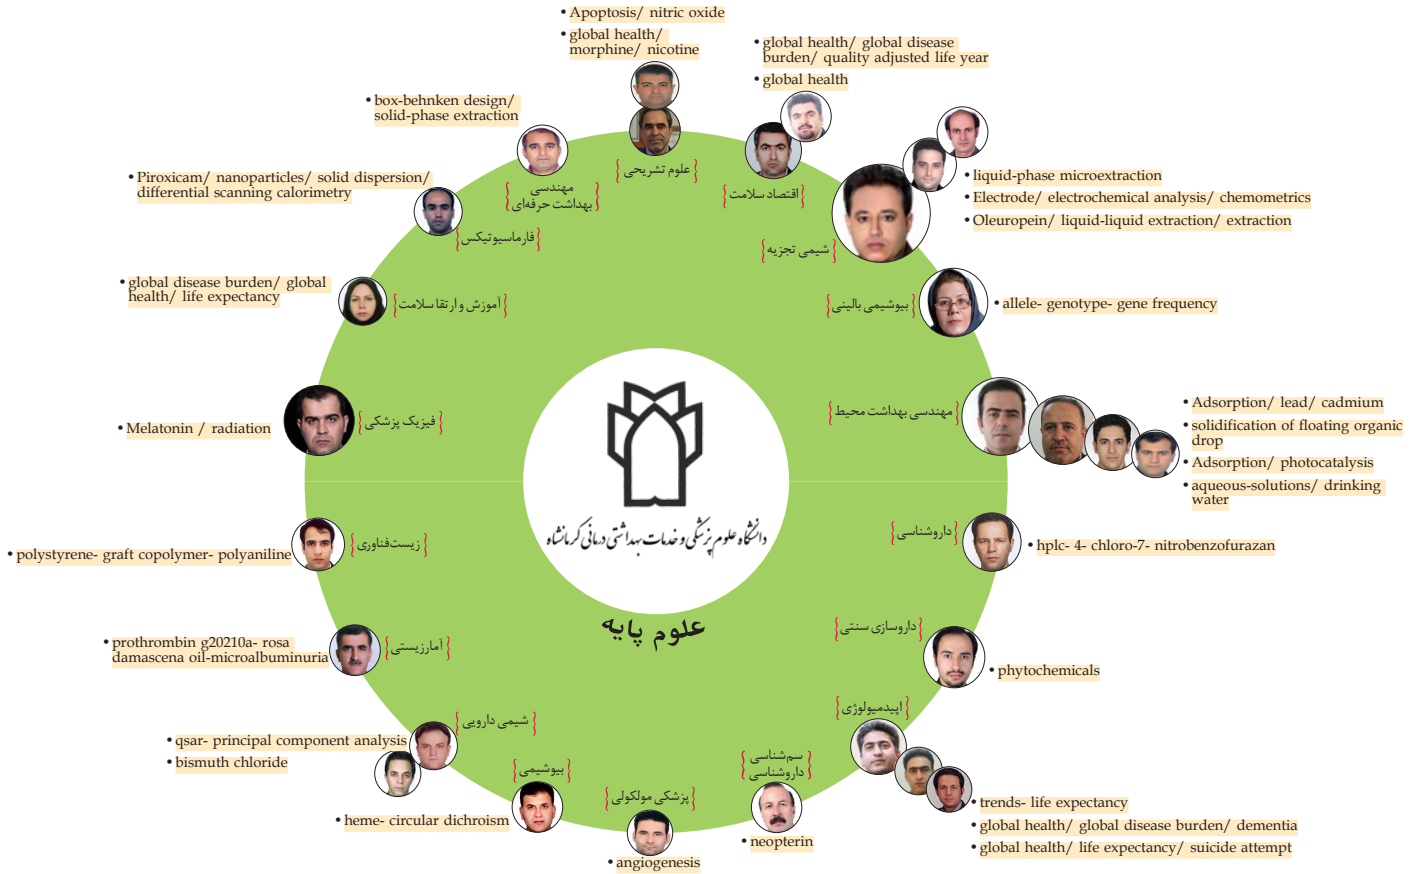 • Apoptosis/ nitric oxide
• global health/
morphine/ nicotine
{علوم تشریحی}
• global health/ global disease
burden/ quality adjusted life year
• global health
{اقتصاد سلامت}
• liquid-phase microextraction
• Electrode/ electrochemical analysis/ chemometrics
• Oleuropein/ liquid-liquid extraction/ extraction
{شیمی تجزیه}
• allele- genotype- gene frequency
{بیوشیمی بالینی}
• Adsorption/ lead/ cadmium
• solidification of floating organic
drop
• Adsorption/ photocatalysis
• aqueous-solutions/ drinking
water
{مهندسی بهداشت محیط}
• hplc- 4- chloro-7- nitrobenzofurazan
{داروشناسی}
• phytochemicals
{داروسازی سنتی}
• trends- life expectancy
• global health/ global disease burden/ dementia
• global health/ life expectancy/ suicide attempt
{اپیدمیولوژی}
• neopterin
{سم‌شناسی
داروشناسی}
• angiogenesis
{پزشکی مولکولی}
• heme- circular dichroism
{بیوشیمی}
• qsar- principal component analysis
• bismuth chloride
{شیمی دارویی}
• prothrombin g20210a- rosa
damascena oil-microalbuminuria
{آمارزیستی}
• polystyrene- graft copolymer- polyaniline
{زیست‌فناوری}
• Melatonin / radiation
{فیزیک پزشکی}
• global disease burden/ global
health/ life expectancy
{آموزش و ارتقا سلامت}
• Piroxicam/ nanoparticles/ solid dispersion/
differential scanning calorimetry
{فارماسیوتیکس}
• box-behnken design/
solid-phase extraction
{مهندسی
بهداشت حرفه‌ای}
دانشگاه علوم پزشکی و خدمات بهداشتی درمانی کرمانشاه
علوم پایه